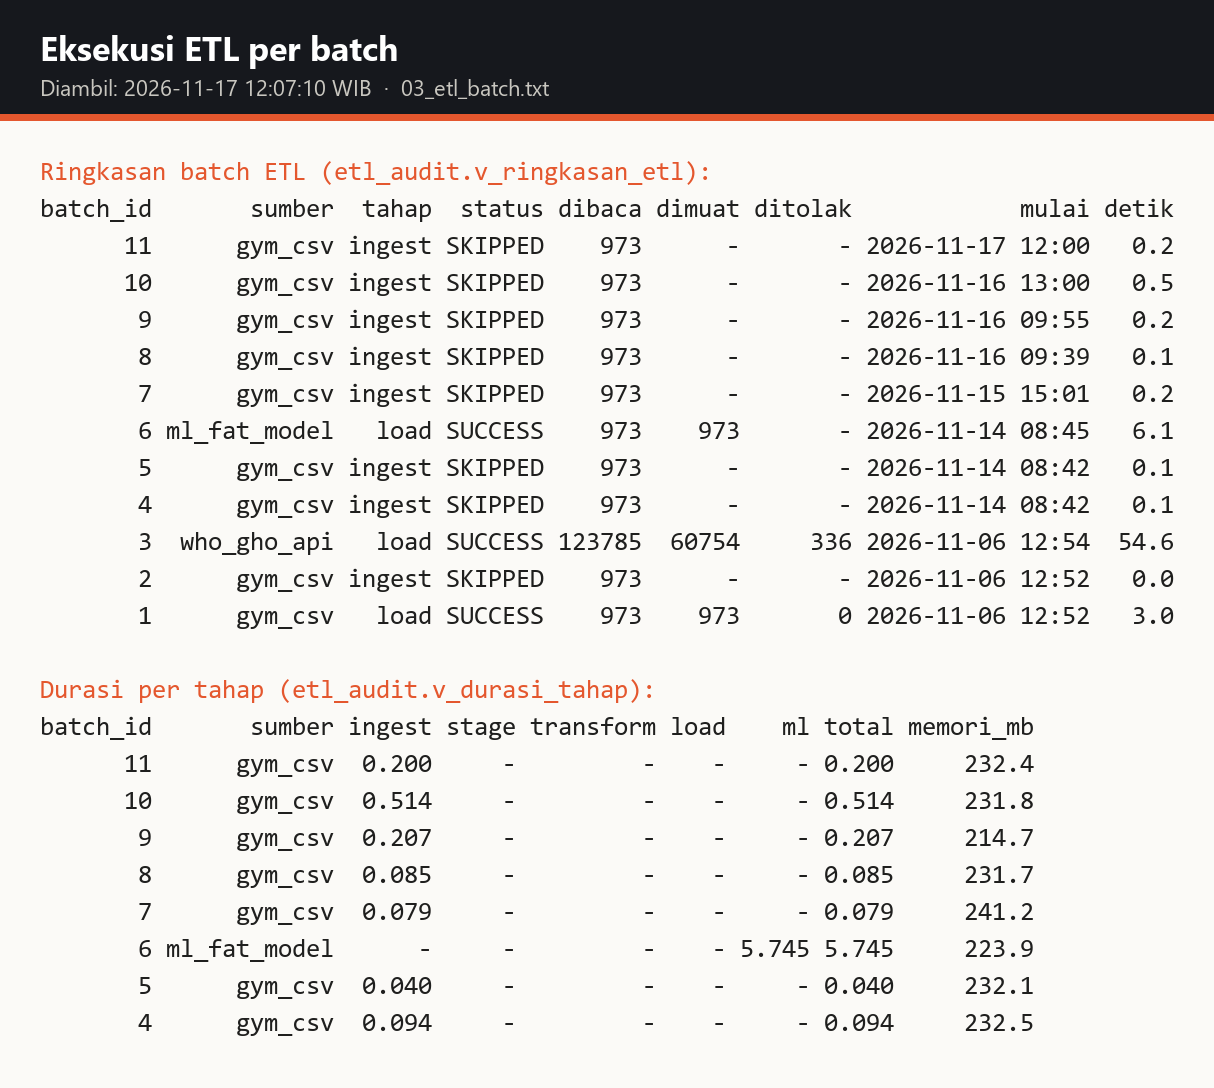 Eksekusi ETL per batch
Diambil: 2026-11-17 12:07:10 WIB · 03_etl_batch.txt
Ringkasan batch ETL (etl_audit.v_ringkasan_etl):
batch_id sumber tahap status dibaca dimuat ditolak mulai detik
11 gym_csv ingest SKIPPED 973 - - 2026-11-17 12:00 0.2
10 gym_csv ingest SKIPPED 973 - - 2026-11-16 13:00 0.5
9 gym_csv ingest SKIPPED 973 - - 2026-11-16 09:55 0.2
8 gym_csv ingest SKIPPED 973 - - 2026-11-16 09:39 0.1
7 gym_csv ingest SKIPPED 973 - - 2026-11-15 15:01 0.2
6 ml_fat_model load SUCCESS 973 973 - 2026-11-14 08:45 6.1
5 gym_csv ingest SKIPPED 973 - - 2026-11-14 08:42 0.1
4 gym_csv ingest SKIPPED 973 - - 2026-11-14 08:42 0.1
3 who_gho_api load SUCCESS 123785 60754 336 2026-11-06 12:54 54.6
2 gym_csv ingest SKIPPED 973 - - 2026-11-06 12:52 0.0
1 gym_csv load SUCCESS 973 973 0 2026-11-06 12:52 3.0
Durasi per tahap (etl_audit.v_durasi_tahap):
batch_id sumber ingest stage transform load ml total memori_mb
11 gym_csv 0.200 - - - - 0.200 232.4
10 gym_csv 0.514 - - - - 0.514 231.8
9 gym_csv 0.207 - - - - 0.207 214.7
8 gym_csv 0.085 - - - - 0.085 231.7
7 gym_csv 0.079 - - - - 0.079 241.2
6 ml_fat_model - - - - 5.745 5.745 223.9
5 gym_csv 0.040 - - - - 0.040 232.1
4 gym_csv 0.094 - - - - 0.094 232.5